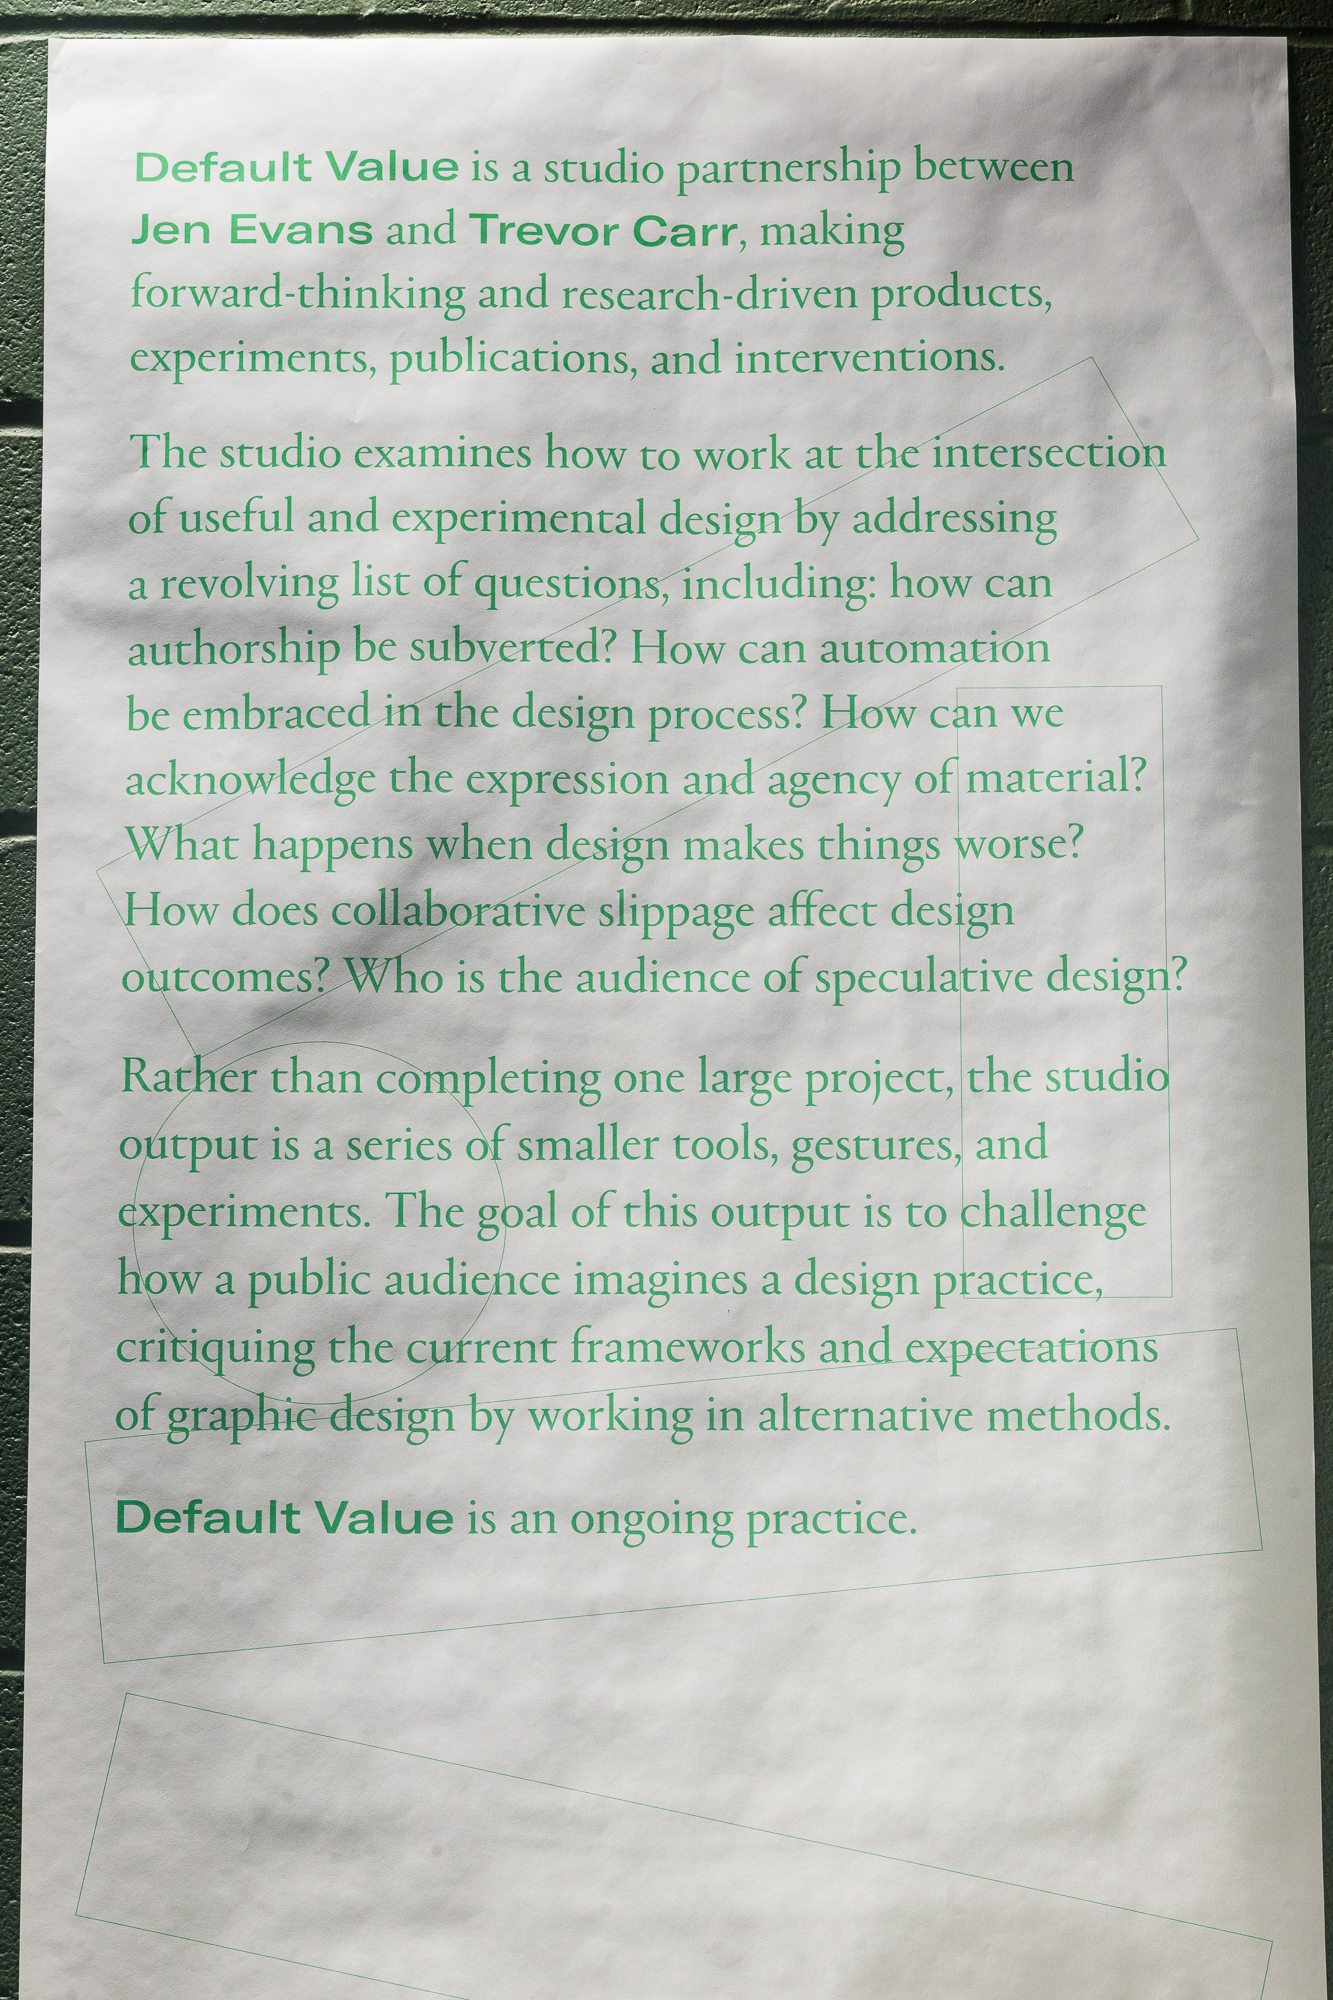 Default Value is a studio partnership between
Jen Evans and Trevor Carr, making
forward-thinking and research-driven products,
experiments, publications, and interventions.
The studio examines how to work at the intersection
of useful and experimental design by addressing
a revolving list of questions, including: how can
authorship be subverted? How can automation
be embraced in the design process? How can we
acknowledge the expression and agency of material?
What happens when design makes things worse?
How does collaborative slippage affect design
outcomes? Who is the audience of speculative design?
Rather than completing one large project, the studio
output is a series of smaller tools, gestures, and
experiments. The goal of this output is to challenge
how a public audience imagines a design practice,
critiquing the current frameworks and expectations
of graphic design by working in alternative methods.
Default Value is an ongoing practice.